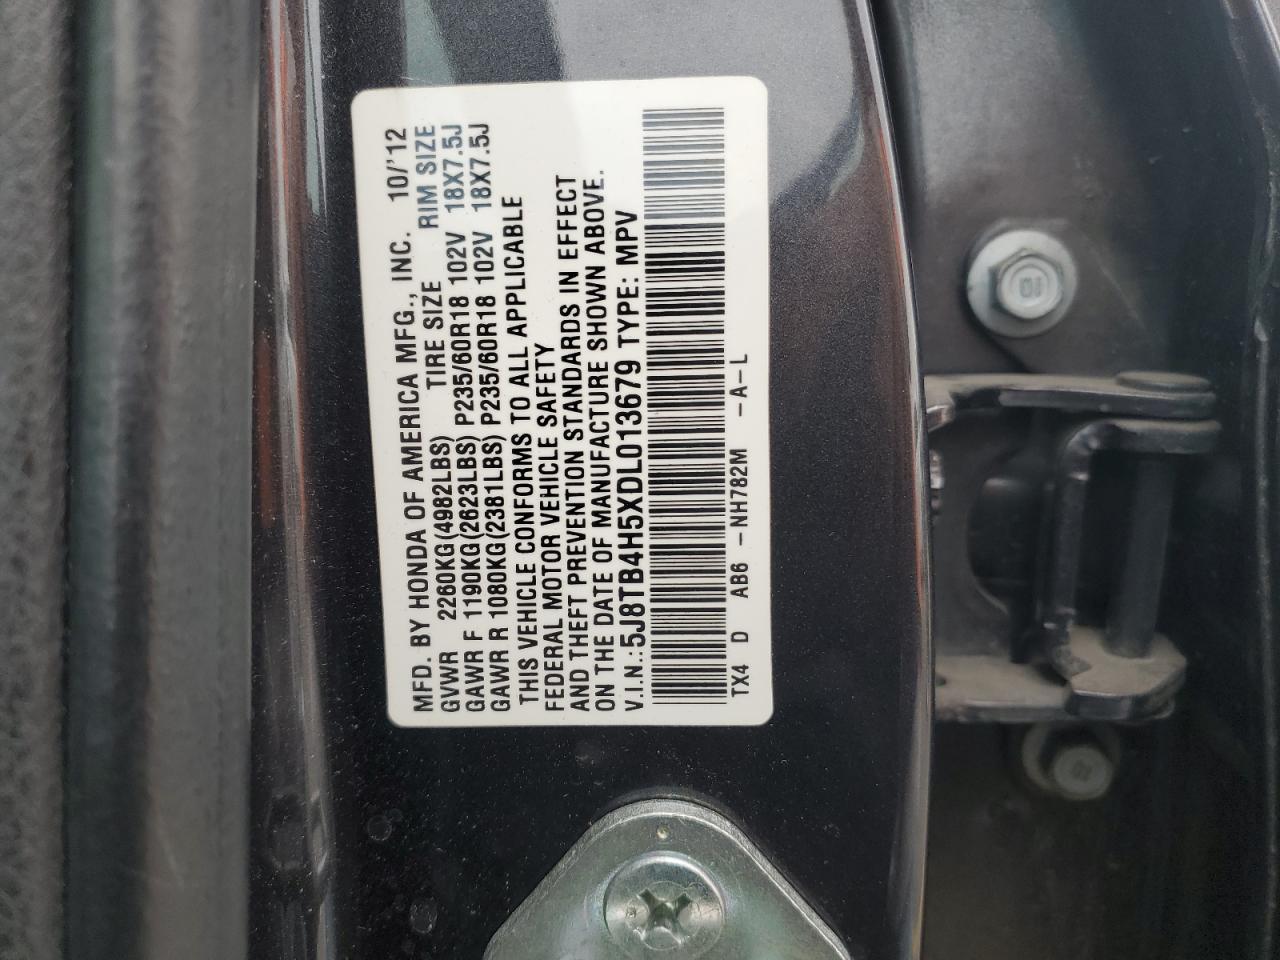 MFD. BY HONDA OF AMERICA MFG., INC. 10/'12
GVWR 2260KG(4982LBS) TIRE SIZE RIM SIZE
GAWR F 1190KG(2623LBS) P235/60R18 102V 18X7.5J
GAWR R 1080KG(2381LBS) P235/60R18 102V 18X7.5J
THIS VEHICLE CONFORMS TO ALL APPLICABLE
FEDERAL MOTOR VEHICLE SAFETY
AND THEFT PREVENTION STANDARDS IN EFFECT
ON THE DATE OF MANUFACTURE SHOWN ABOVE.
V.I.N.: 5J8TB4H5XDL013679 TYPE: MPV
TX4 D AB6 -NH782M -A-L